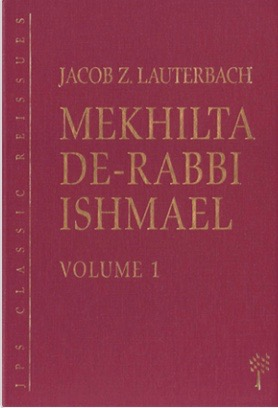 JACOB Z. LAUTERBACH
MEKHILTA
DE-RABBI
ISHMAEL
VOLUME 1
JPS CLASSIC REISSUES